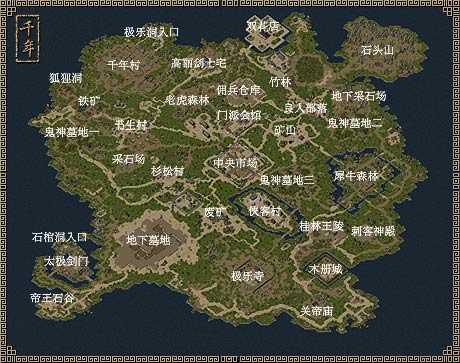 千年
极乐洞入口
双花店
石头山
高丽剑士宅
千年村
狐狸洞
竹林
佣兵仓库
铁矿
老虎森林
地下采石场
食人部落
门派会馆
鬼神墓地一
书生村
矿山
鬼神墓地二
采石场
中央市场
杉松村
鬼神墓地三
犀牛森林
废矿
侠客村
桂林王陵
刺客神殿
石棺洞入口
地下墓地
太极剑门
极乐寺
木册城
帝王石谷
关帝庙